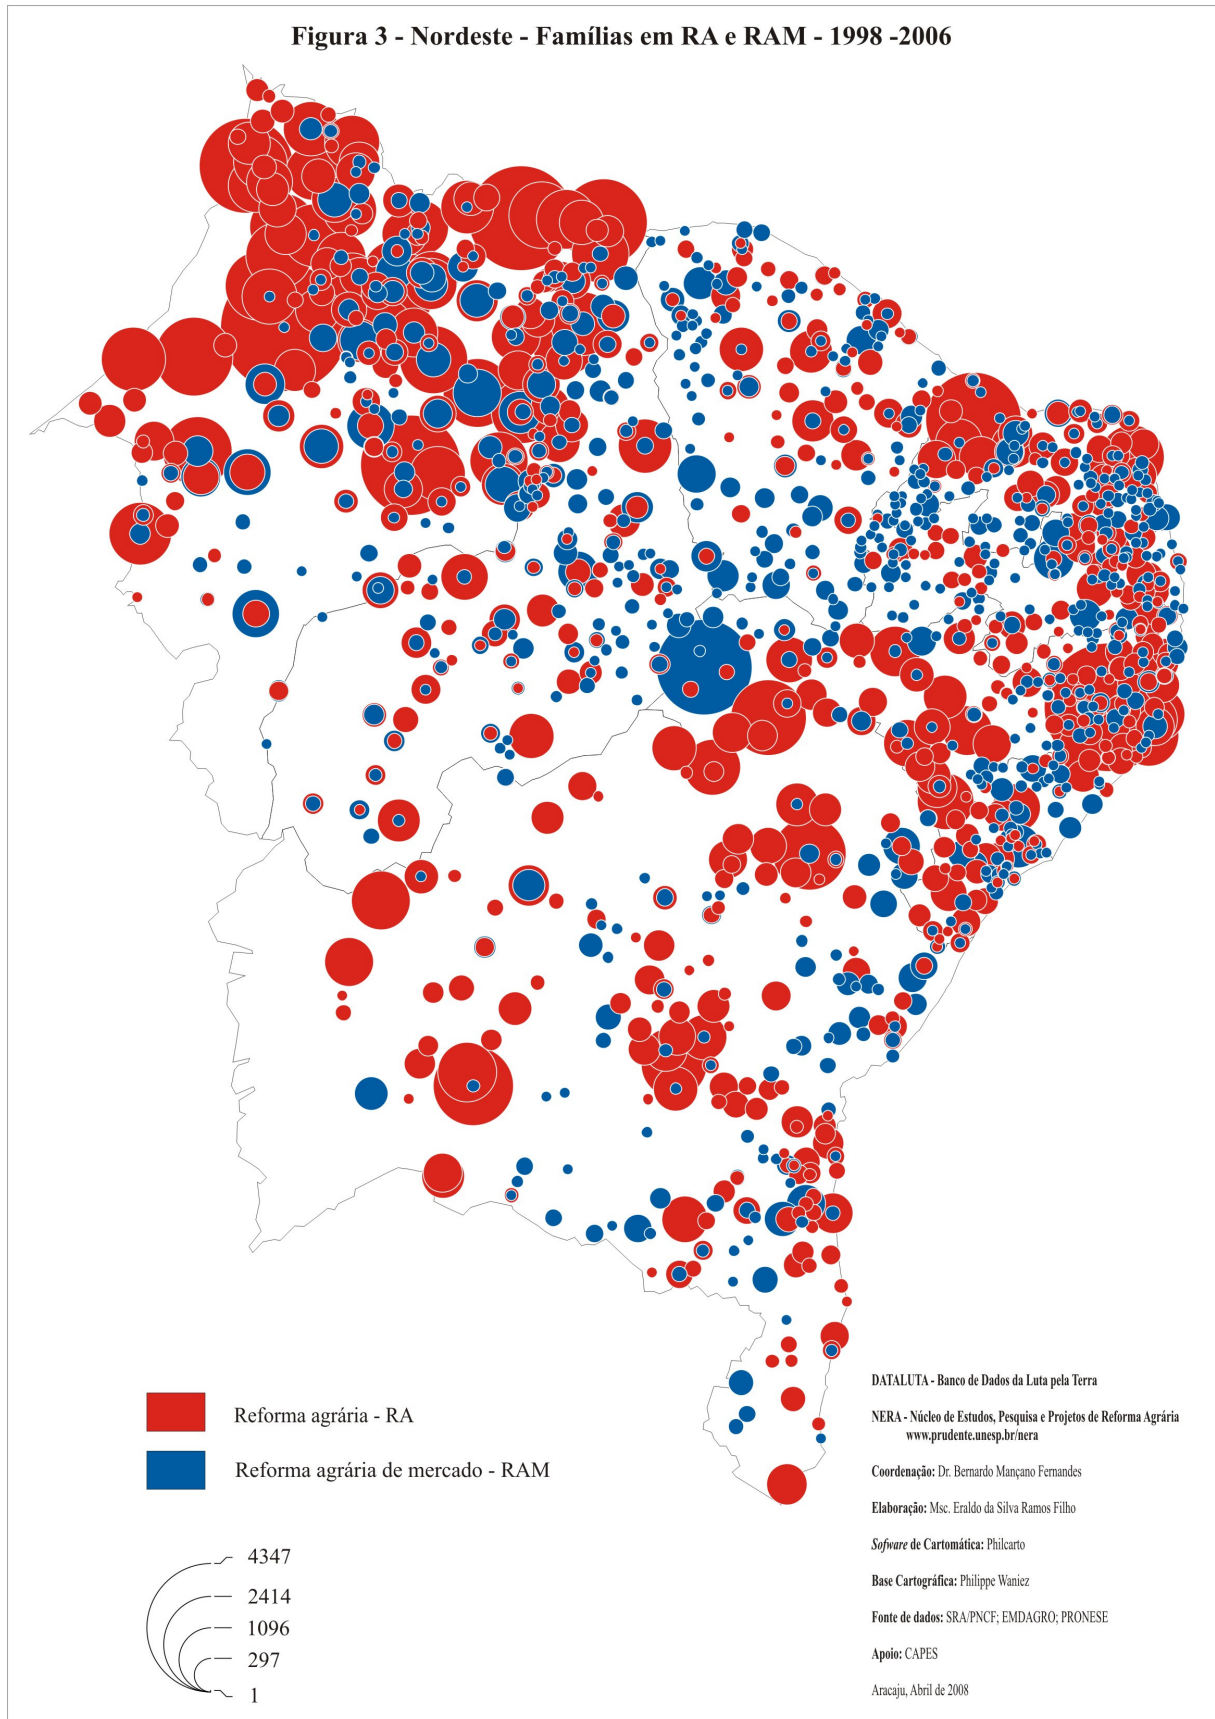 Figura 3 - Nordeste - Famílias em RA e RAM - 1998 -2006
Reforma agrária - RA
Reforma agrária de mercado - RAM
4347
2414
1096
297
1
DATALUTA - Banco de Dados da Luta pela Terra
NERA - Núcleo de Estudos, Pesquisa e Projetos de Reforma Agrária
www.prudente.unesp.br/nera
Coordenação: Dr. Bernardo Mançano Fernandes
Elaboração: Msc. Eraldo da Silva Ramos Filho
Sofware de Cartomática: Philcarto
Base Cartográfica: Philippe Waniez
Fonte de dados: SRA/PNCF; EMDAGRO; PRONESE
Apoio: CAPES
Aracaju, Abril de 2008